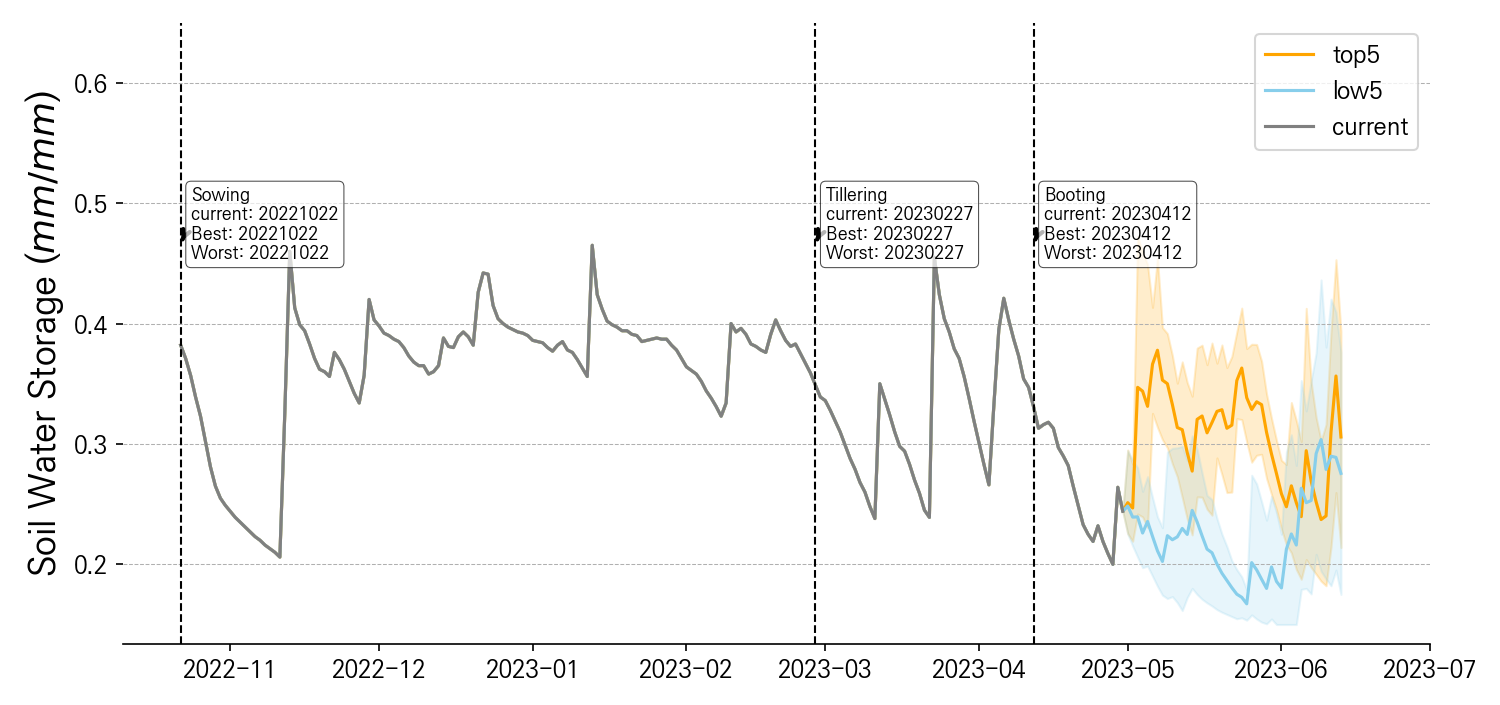 Soil Water Storage (mm/mm)
0.6
0.5
0.4
0.3
0.2
top5
low5
current
Sowing
current: 20221022
Best: 20221022
Worst: 20221022
Tillering
current: 20230227
Best: 20230227
Worst: 20230227
Booting
current: 20230412
Best: 20230412
Worst: 20230412
2022-11
2022-12
2023-01
2023-02
2023-03
2023-04
2023-05
2023-06
2023-07